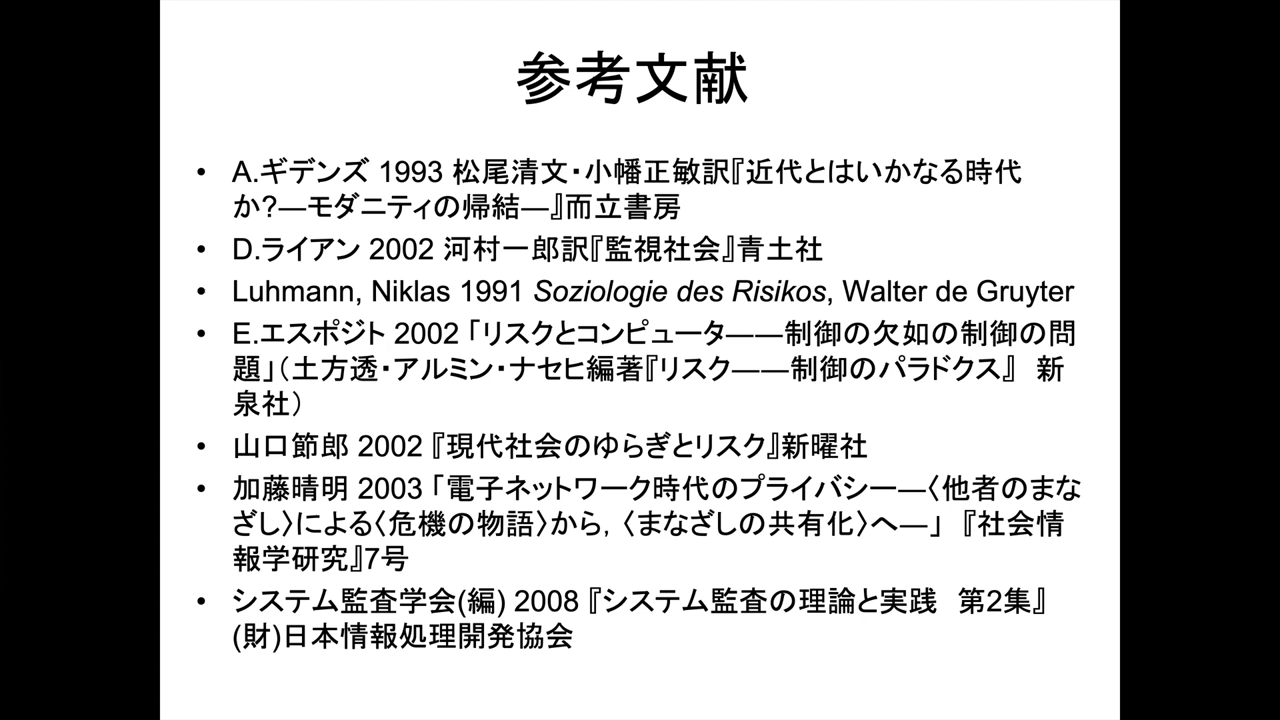 参考文献
• A.ギデンズ 1993 松尾清文・小幡正敏訳『近代とはいかなる時代
か?―モダニティの帰結―』而立書房
• D.ライアン 2002 河村一郎訳『監視社会』青土社
• Luhmann, Niklas 1991 Soziologie des Risikos, Walter de Gruyter
• E.エスポジト 2002 「リスクとコンピュータ――制御の欠如の制御の問
題」（土方透・アルミン・ナセヒ編著『リスク――制御のパラドクス』　新
泉社）
• 山口節郎 2002 『現代社会のゆらぎとリスク』新曜社
• 加藤晴明 2003 「電子ネットワーク時代のプライバシー―〈他者のまな
ざし〉による〈危機の物語〉から，〈まなざしの共有化〉へ―」　『社会情
報学研究』7号
• システム監査学会(編) 2008 『システム監査の理論と実践　第2集』
(財)日本情報処理開発協会